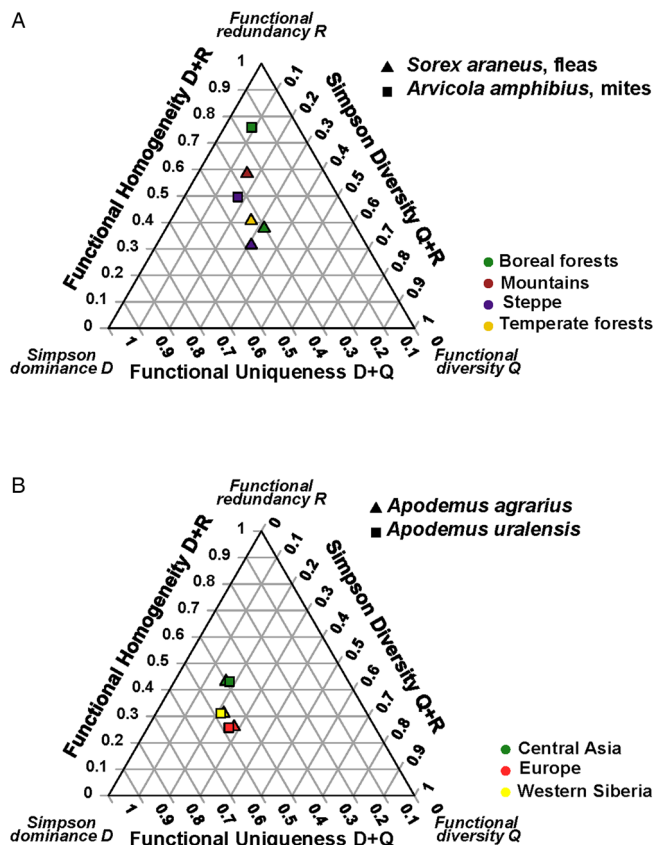 A
Functional
redundancy R
Functional Homogeneity D+R
Simpson Diversity Q+R
Sorex araneus, fleas
Arvicola amphibius, mites
1
0.9
0.8
0.7
0.6
0.5
0.4
0.3
0.2
0.1
0
0.1
0.2
0.3
0.4
0.5
0.6
0.7
0.8
0.9
1
Boreal forests
Mountains
Steppe
Temperate forests
1
0.9
0.8
0.7
0.6
0.5
0.4
0.3
0.2
0.1
0
Simpson
dominance D
Functional Uniqueness D+Q
Functional
diversity Q
B
Functional
redundancy R
Functional Homogeneity D+R
Simpson Diversity Q+R
Apodemus agrarius
Apodemus uralensis
1
0.9
0.8
0.7
0.6
0.5
0.4
0.3
0.2
0.1
0
0
0.1
0.2
0.3
0.4
0.5
0.6
0.7
0.8
0.9
1
Central Asia
Europe
Western Siberia
1
0.9
0.8
0.7
0.6
0.5
0.4
0.3
0.2
0.1
0
Simpson
dominance D
Functional Uniqueness D+Q
Functional
diversity Q